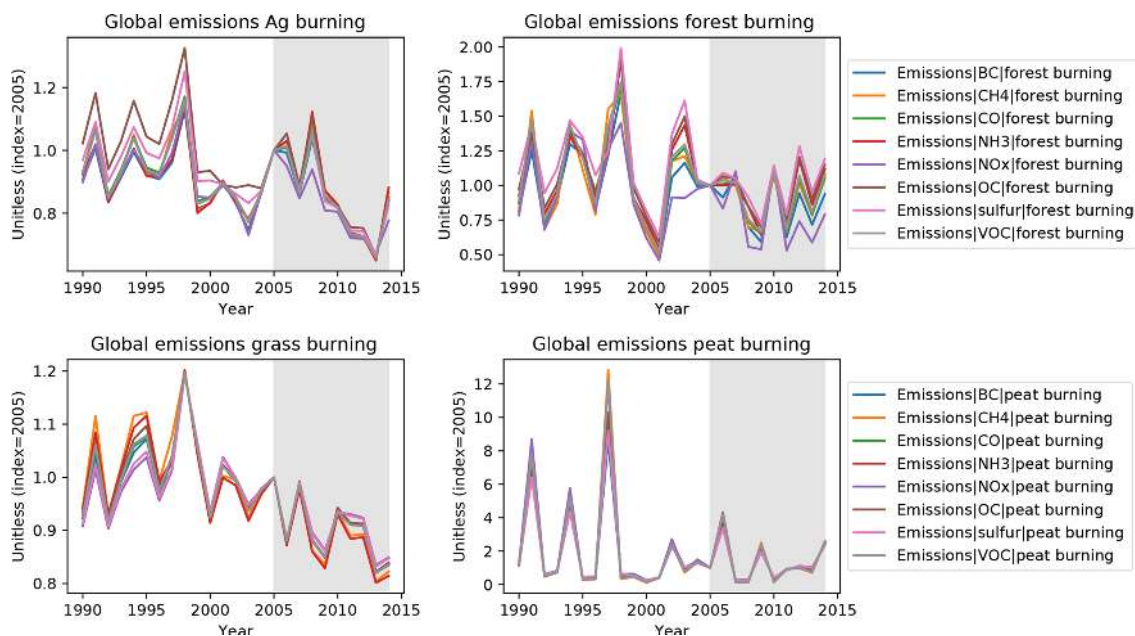 Global emissions Ag burning
Unitless (index=2005)
1.2
1.0
0.8
1990 1995 2000 2005 2010 2015
Year
Global emissions forest burning
Unitless (index=2005)
2.00
1.75
1.50
1.25
1.00
0.75
0.50
1990 1995 2000 2005 2010 2015
Year
Emissions|BC|forest burning
Emissions|CH4|forest burning
Emissions|CO|forest burning
Emissions|NH3|forest burning
Emissions|NOx|forest burning
Emissions|OC|forest burning
Emissions|sulfur|forest burning
Emissions|VOC|forest burning
Global emissions grass burning
Unitless (index=2005)
1.2
1.1
1.0
0.9
0.8
1990 1995 2000 2005 2010 2015
Year
Global emissions peat burning
Unitless (index=2005)
12
10
8
6
4
2
0
1990 1995 2000 2005 2010 2015
Year
Emissions|BC|peat burning
Emissions|CH4|peat burning
Emissions|CO|peat burning
Emissions|NH3|peat burning
Emissions|NOx|peat burning
Emissions|OC|peat burning
Emissions|sulfur|peat burning
Emissions|VOC|peat burning